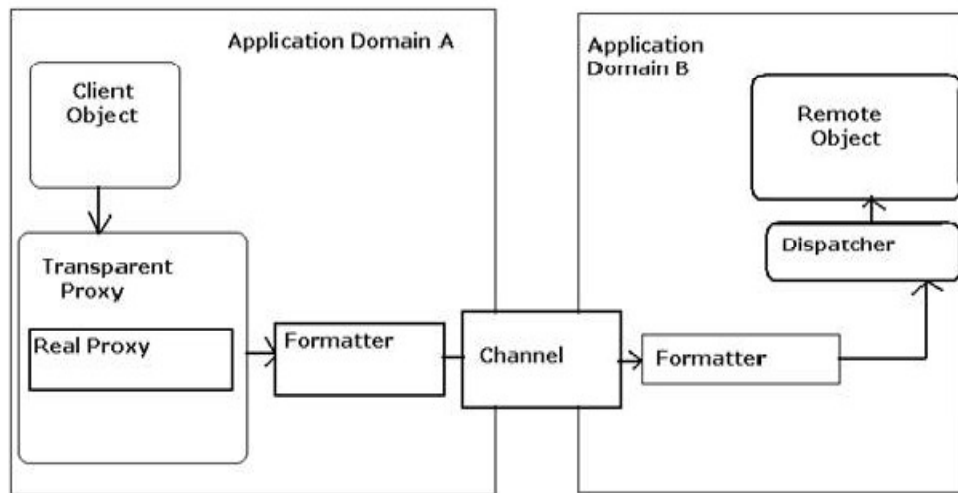 Application Domain A
Client
Object
Transparent
Proxy
Real Proxy
Formatter
Channel
Application
Domain B
Remote
Object
Dispatcher
Formatter